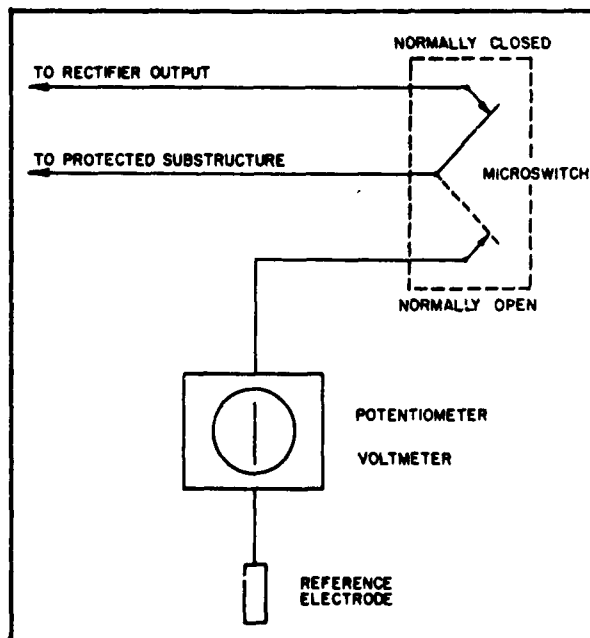 NORMALLY CLOSED
TO RECTIFIER OUTPUT
TO PROTECTED SUBSTRUCTURE
MICROSWITCH
NORMALLY OPEN
POTENTIOMETER
VOLTMETER
REFERENCE
ELECTRODE